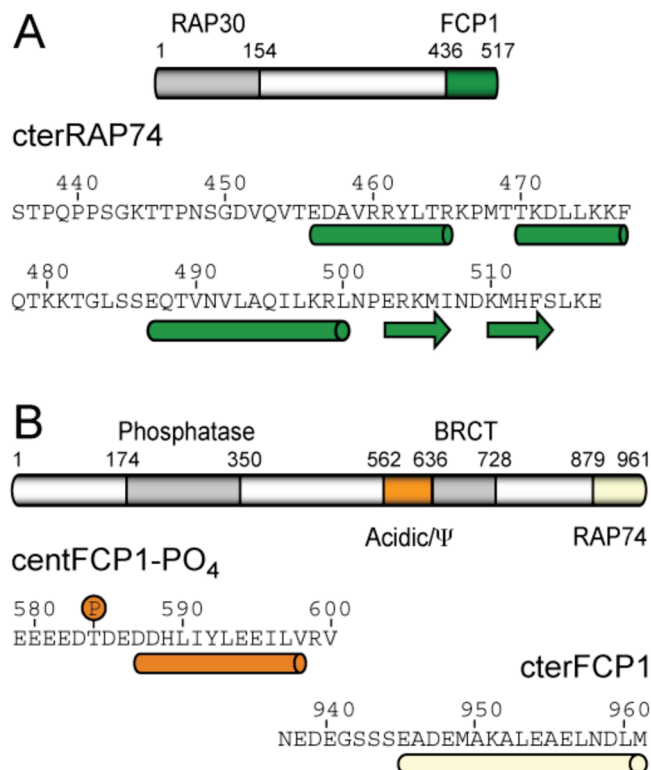 A
RAP30 FCP1
1 154 436 517
cterRAP74
440 450 460 470
STPQPPSGKTTPNSGDVQVTEDAVRRYLTRKPMTTKDLLKKF
480 490 500 510
QTKKTGLSSEQTVNVLAQILKRLNPERKMINDKMHFSLKE
B
Phosphatase BRCT
1 174 350 562 636 728 879 961
Acidic/Ψ RAP74
centFCP1-PO4
P
580 590 600
EEEEDTDEDDHLIYLEEILVRV
cterFCP1
940 950 960
NEDEGSSSEADEMAKALEAELNDLM